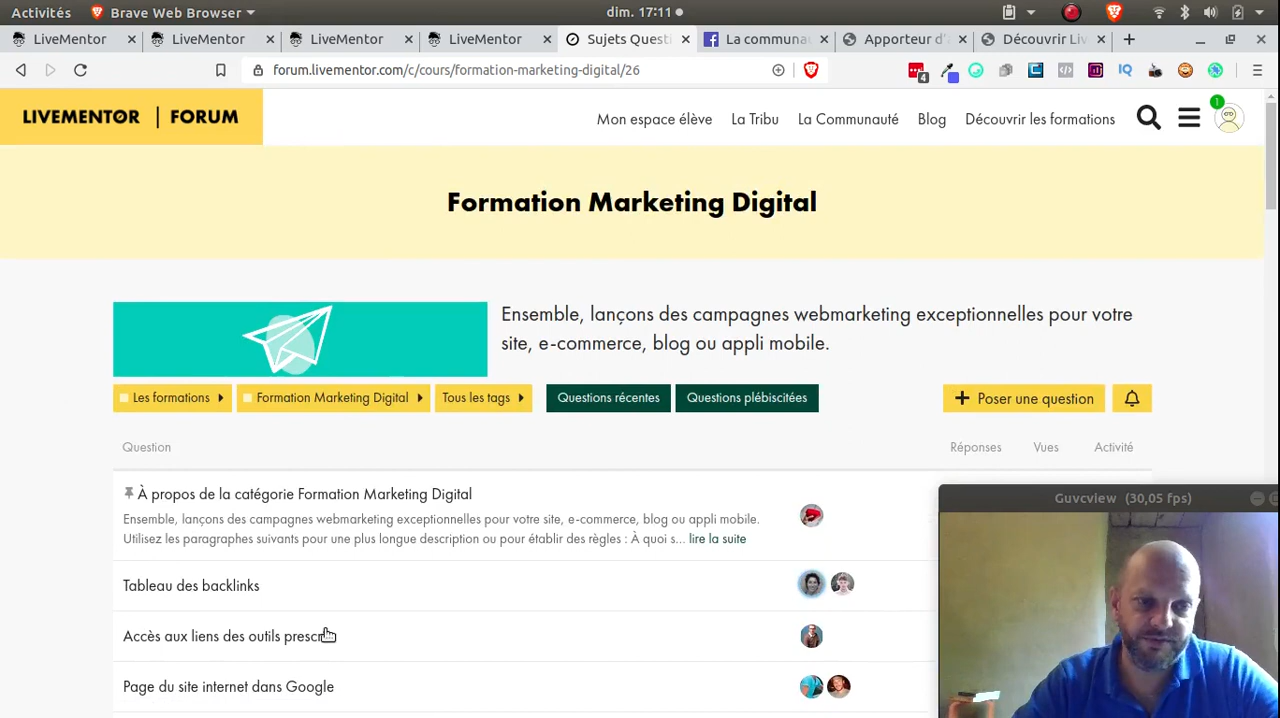 Activités
Brave Web Browser
dim. 17:11
LiveMentor
LiveMentor
LiveMentor
LiveMentor
Sujets Questi
La communa
Apporteur d'
Découvrir Liv
forum.livementor.com/c/cours/formation-marketing-digital/26
4
LIVEMENTOR | FORUM
Mon espace élève
La Tribu
La Communauté
Blog
Découvrir les formations
1
Formation Marketing Digital
Ensemble, lançons des campagnes webmarketing exceptionnelles pour votre
site, e-commerce, blog ou appli mobile.
Les formations
Formation Marketing Digital
Tous les tags
Questions récentes
Questions plébiscitées
+ Poser une question
Question
Réponses
Vues
Activité
À propos de la catégorie Formation Marketing Digital
Ensemble, lançons des campagnes webmarketing exceptionnelles pour votre site, e-commerce, blog ou appli mobile.
Utilisez les paragraphes suivants pour une plus longue description ou pour établir des règles : À quoi s... lire la suite
Tableau des backlinks
Accès aux liens des outils prescr
Page du site internet dans Google
Guvcview (30,05 fps)